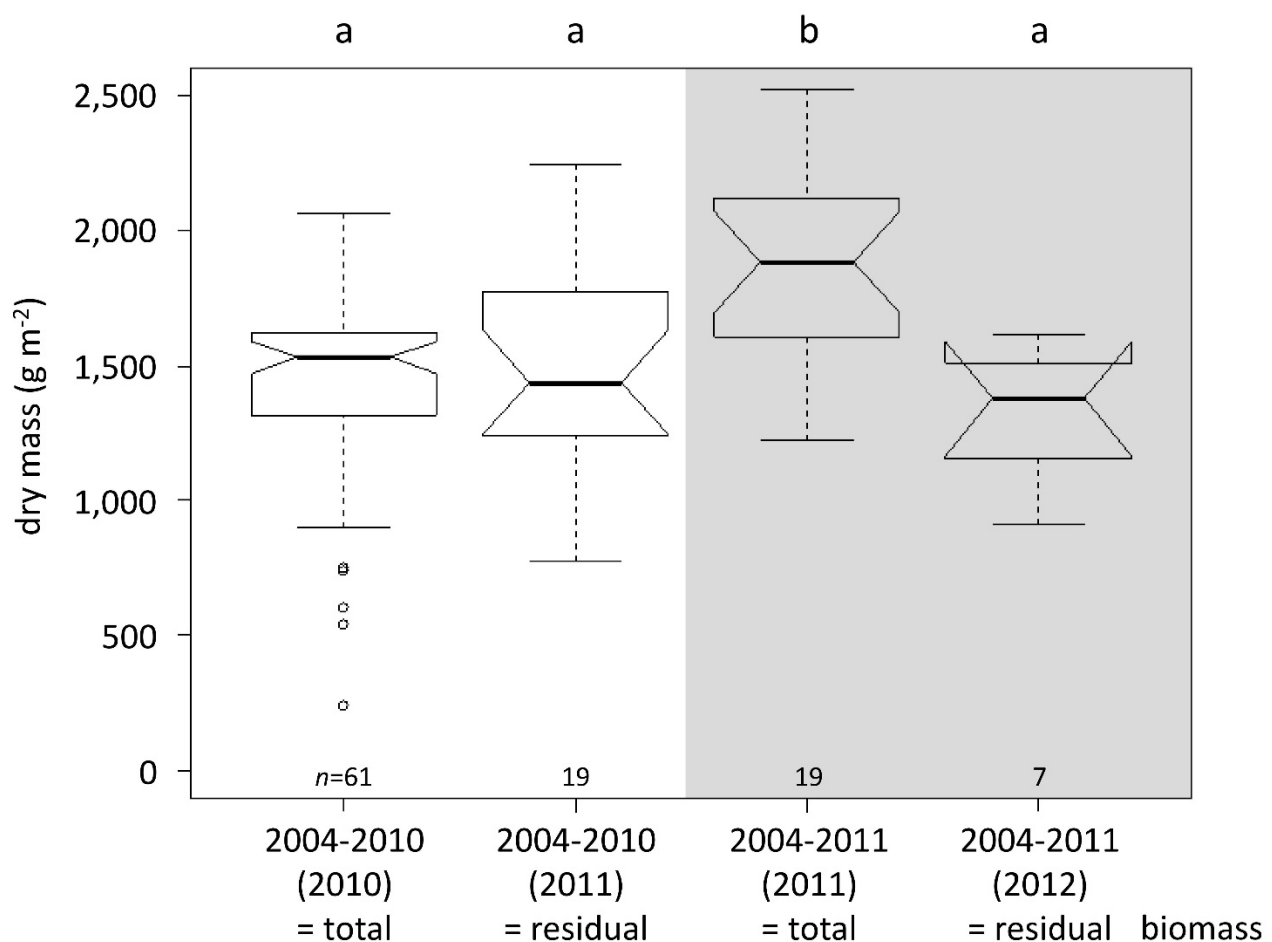 a a b a
2,500
2,000
1,500
1,000
500
0
dry mass (g m-2)
n=61 19 19 7
2004-2010 2004-2010 2004-2011 2004-2011
(2010) (2011) (2011) (2012)
= total = residual = total = residual biomass